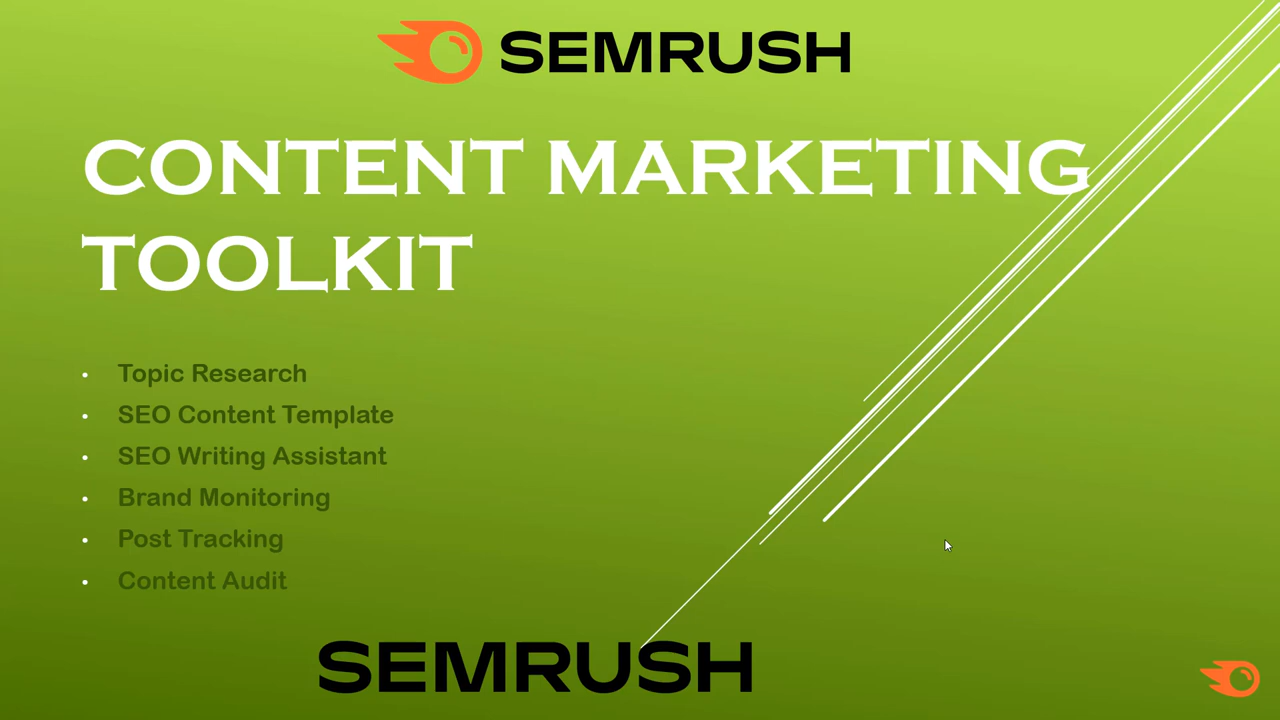 SEMRUSH
CONTENT MARKETING
TOOLKIT
• Topic Research
• SEO Content Template
• SEO Writing Assistant
• Brand Monitoring
• Post Tracking
• Content Audit
SEMRUSH